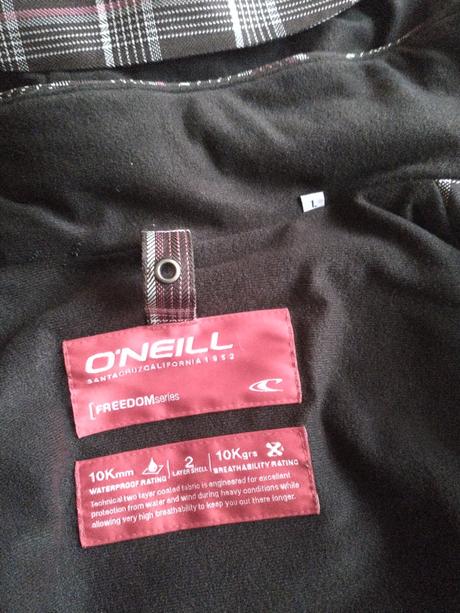 L
O'NEILL
SANTA CRUZ CALIFORNIA 1952
[FREEDOMseries
10Kmm
2
10Kgrs
WATERPROOF RATING
LAYER SHELL
BREATHABILITY RATING
Technical two layer coated fabric is engineered for excellent
protection from water and wind during heavy conditions while
allowing very high breathability to keep you out there longer.